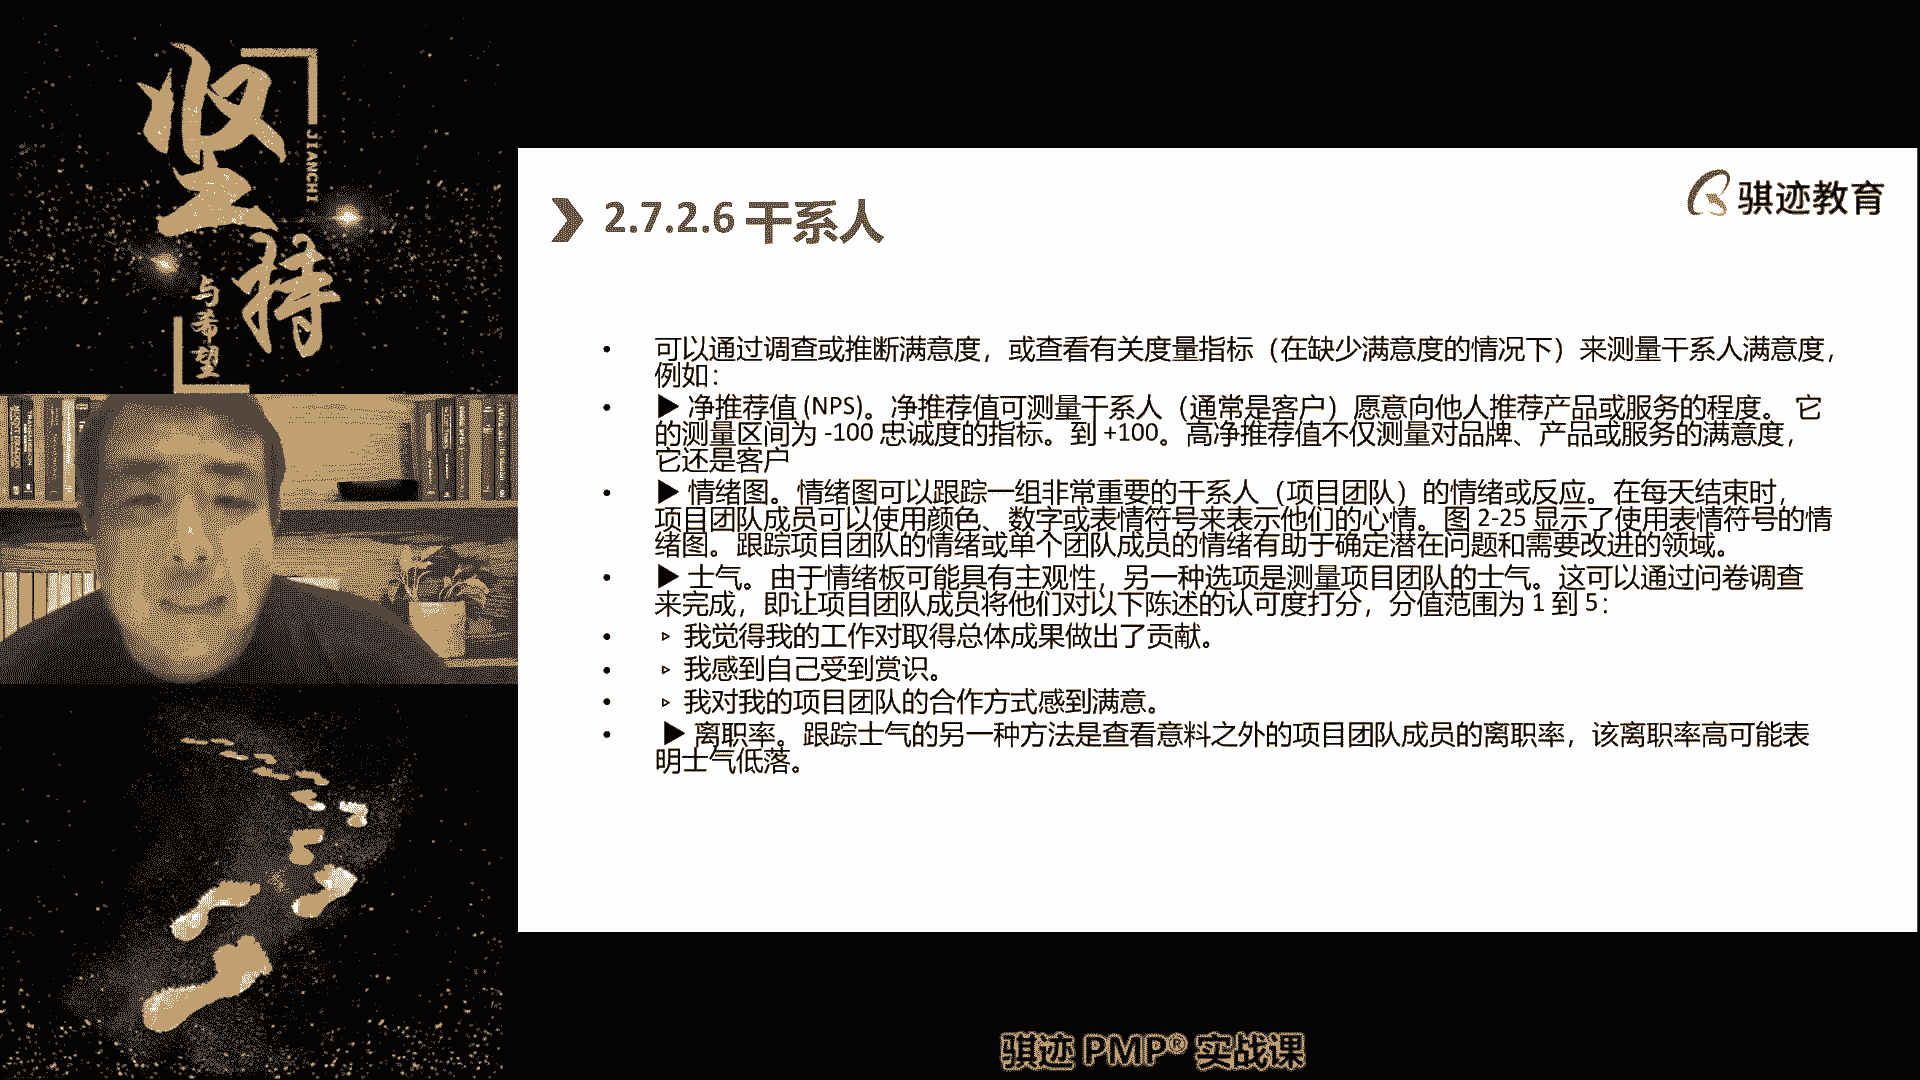 坚持
JIANCHI
与希望
骐迹教育
2.7.2.6 干系人
• 可以通过调查或推断满意度，或查看有关度量指标（在缺少满意度的情况下）来测量干系人满意度，
例如：
• ▶ 净推荐值 (NPS)。净推荐值可测量干系人（通常是客户）愿意向他人推荐产品或服务的程度。 它
的测量区间为 -100 忠诚度的指标。到 +100。高净推荐值不仅测量对品牌、产品或服务的满意度，
它还是客户
• ▶ 情绪图。情绪图可以跟踪一组非常重要的干系人（项目团队）的情绪或反应。在每天结束时，
项目团队成员可以使用颜色、数字或表情符号来表示他们的心情。图 2-25 显示了使用表情符号的情
绪图。跟踪项目团队的情绪或单个团队成员的情绪有助于确定潜在问题和需要改进的领域。
• ▶ 士气。由于情绪板可能具有主观性，另一种选项是测量项目团队的士气。这可以通过问卷调查
来完成，即让项目团队成员将他们对以下陈述的认可度打分，分值范围为 1 到 5：
• ▹ 我觉得我的工作对取得总体成果做出了贡献。
• ▹ 我感到自己受到赏识。
• ▹ 我对我的项目团队的合作方式感到满意。
• ▶ 离职率。跟踪士气的另一种方法是查看意料之外的项目团队成员的离职率，该离职率高可能表
明士气低落。
骐迹 PMP® 实战课